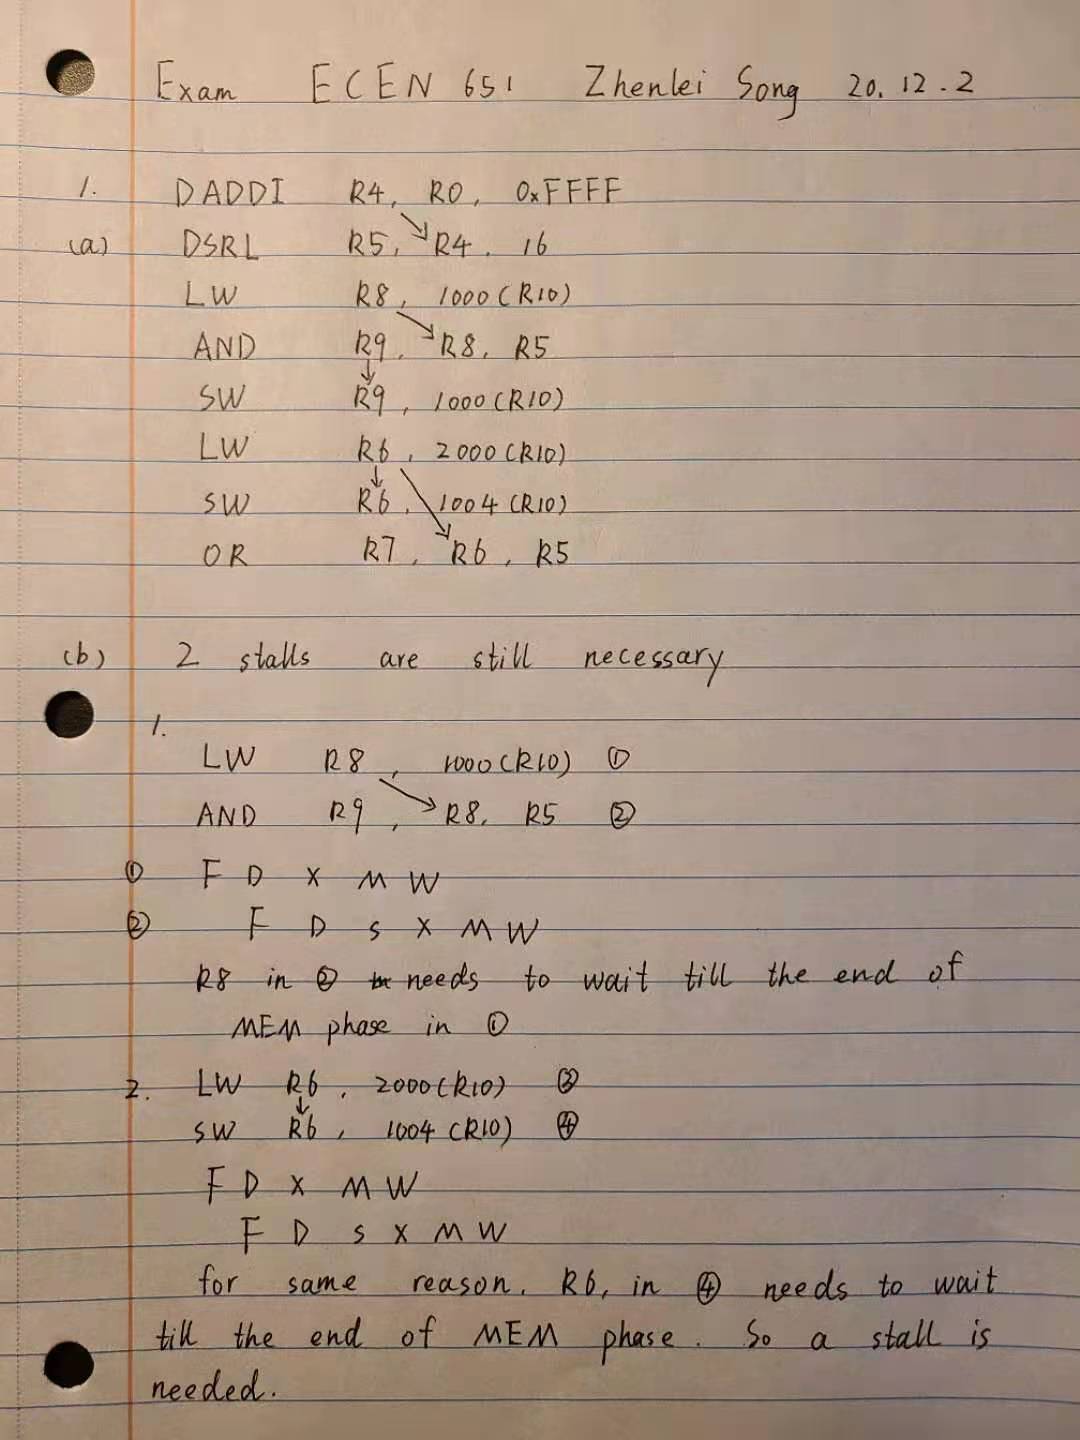 Exam ECEN 651 Zhenlei Song 20.12.2
1. DADDI R4, R0, 0xFFFF
(a) DSRL R5, R4, 16
LW R8, 1000(R10)
AND R9, R8, R5
SW R9, 1000(R10)
LW R6, 2000(R10)
SW R6, 1004(R10)
OR R7, R6, R5
(b) 2 stalls are still necessary
1.
LW R8, 1000(R10) ①
AND R9, R8, R5 ②
① F D X M W
② F D S X M W
R8 in ② needs to wait till the end of
MEM phase in ①
2. LW R6, 2000(R10) ③
SW R6, 1004(R10) ④
F D X M W
F D S X M W
for same reason. R6, in ④ needs to wait
till the end of MEM phase. So a stall is
needed.